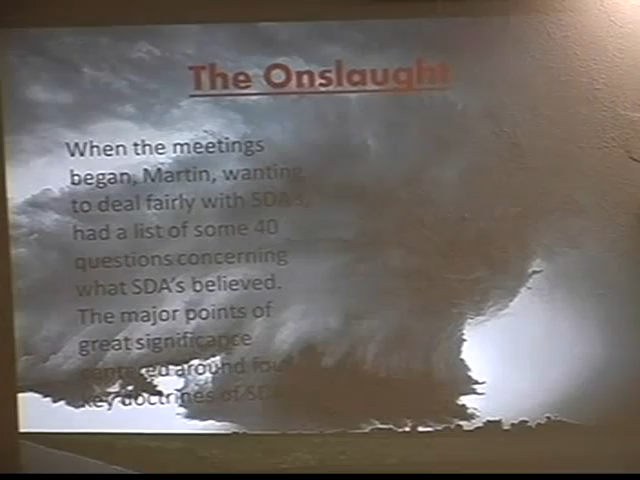 The Onslaught
When the meetings
began, Martin, wanting
to deal fairly with SDA's,
had a list of some 40
questions concerning
what SDA's believed.
The major points of
great significance
centered around four
key doctrines of